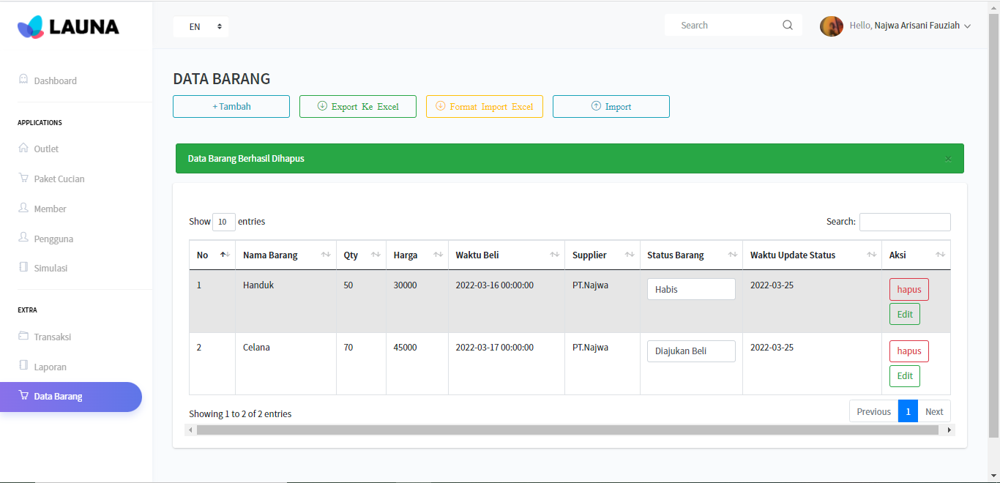 LAUNA
EN
Search
Hello, Najwa Arisani Fauziah
Dashboard
APPLICATIONS
Outlet
Paket Cucian
Member
Pengguna
Simulasi
EXTRA
Transaksi
Laporan
Data Barang
DATA BARANG
+ Tambah
Export Ke Excel
Format Import Excel
Import
Data Barang Berhasil Dihapus ×
Show 10 entries
Search:
No Nama Barang Qty Harga Waktu Beli Supplier Status Barang Waktu Update Status Aksi
1 Handuk 50 30000 2022-03-16 00:00:00 PT.Najwa Habis 2022-03-25 hapus
Edit
2 Celana 70 45000 2022-03-17 00:00:00 PT.Najwa Diajukan Beli 2022-03-25 hapus
Edit
Showing 1 to 2 of 2 entries
Previous 1 Next